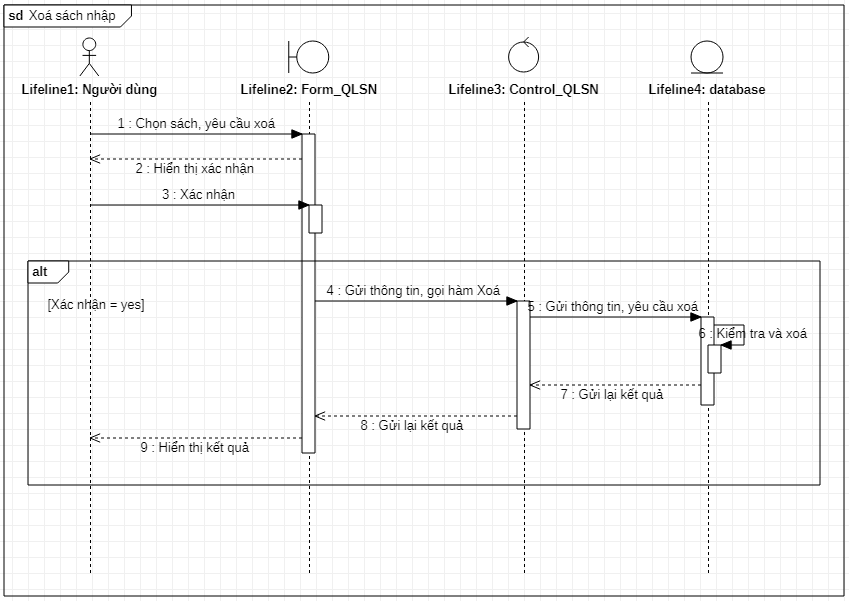 sd Xoá sách nhập
Lifeline1: Người dùng
Lifeline2: Form_QLSN
Lifeline3: Control_QLSN
Lifeline4: database
1 : Chọn sách, yêu cầu xoá
2 : Hiển thị xác nhận
3 : Xác nhận
alt
[Xác nhận = yes]
4 : Gửi thông tin, gọi hàm Xoá
5 : Gửi thông tin, yêu cầu xoá
6 : Kiểm tra và xoá
7 : Gửi lại kết quả
8 : Gửi lại kết quả
9 : Hiển thị kết quả